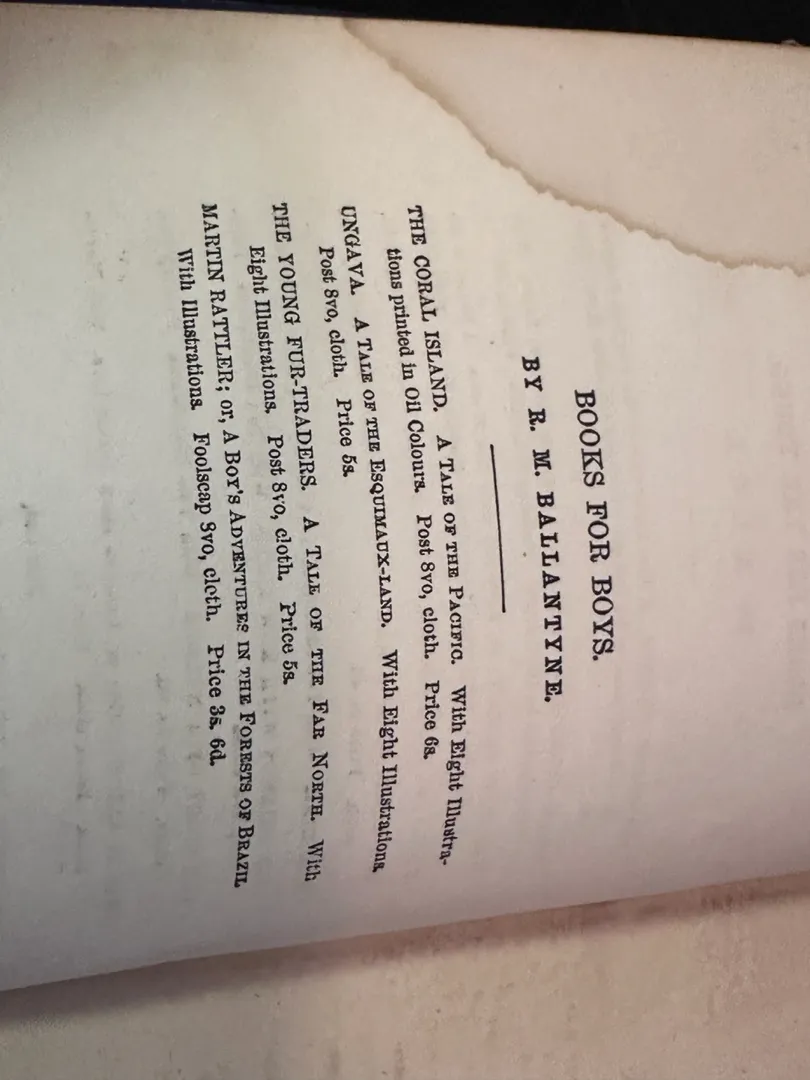 BOOKS FOR BOYS.
BY R. M. BALLANTYNE.
THE CORAL ISLAND. A TALE OF THE PACIFIC. With Eight Illustra-
tions printed in Oil Colours. Post 8vo, cloth. Price 6s.
UNGAVA. A TALE OF THE ESQUIMAUX-LAND. With Eight Illustrations,
Post 8vo, cloth. Price 5s.
THE YOUNG FUR-TRADERS. A TALE OF THE FAR NORTH. With
Eight Illustrations. Post 8vo, cloth. Price 5s.
MARTIN RATTLER; or, A BOY'S ADVENTURES IN THE FORESTS OF BRAZIL
With Illustrations. Foolscap 8vo, cloth. Price 3s. 6d.